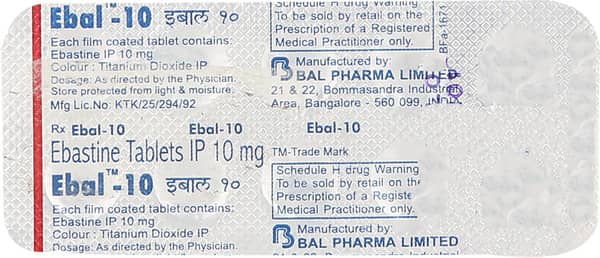 Ebal™-10 इबाल १०
Each film coated tablet contains:
Ebastine IP 10 mg
Colour : Titanium Dioxide IP
Dosage: As directed by the Physician.
Store protected from light & moisture.
Mfg Lic.No. KTK/25/294/92
Schedule H drug Warning
To be sold by retail on the
Prescription of a Registered
Medical Practitioner only.
Manufactured by:
BAL PHARMA LIMITED
21 & 22, Bommasandra Industrial
Area, Bangalore - 560 099, INDIA
BFa-1671
Rx Ebal-10 Ebal-10 Ebal-10
Ebastine Tablets IP 10 mg TM-Trade Mark
Ebal™-10 इबाल १०
Each film coated tablet contains:
Ebastine IP 10 mg
Colour : Titanium Dioxide IP
Dosage: As directed by the Physician.
Schedule H drug Warning
To be sold by retail on the
Prescription of a Registe
Medical Practitioner only.
Manufactured by:
BAL PHARMA LIMITED